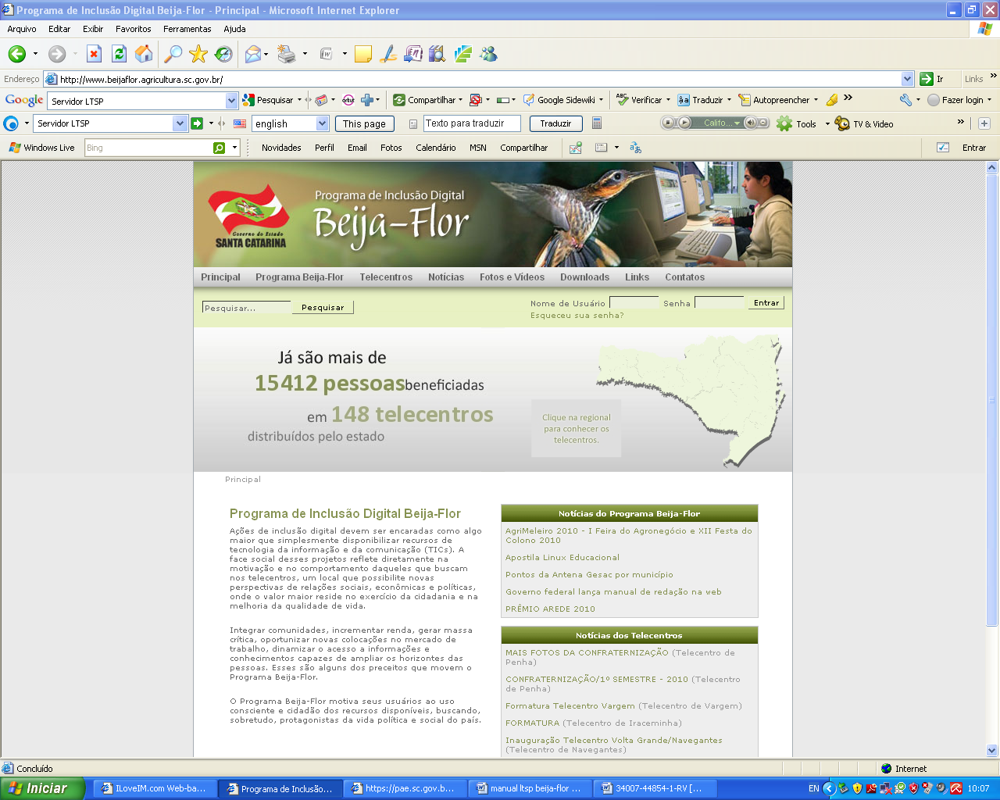 Programa de Inclusão Digital Beija-Flor - Principal - Microsoft Internet Explorer
Arquivo Editar Exibir Favoritos Ferramentas Ajuda
Endereço http://www.beijaflor.agricultura.sc.gov.br/ Ir Links »
Google Servidor LTSP Pesquisar Compartilhar Google Sidewiki Verificar Traduzir Autopreencher » Fazer login
Servidor LTSP english This page Texto para traduzir Traduzir Califo... Tools TV & Video »
Windows Live Bing Novidades Perfil Email Fotos Calendário MSN Compartilhar Entrar
Programa de Inclusão Digital
Beija-Flor
Governo do Estado
SANTA CATARINA
Principal Programa Beija-Flor Telecentros Notícias Fotos e Vídeos Downloads Links Contatos
Pesquisar... Pesquisar Nome de Usuário Senha Entrar
Esqueceu sua senha?
Já são mais de
15412 pessoas beneficiadas
em 148 telecentros
distribuídos pelo estado
Clique na regional
para conhecer os
telecentros.
Principal
Programa de Inclusão Digital Beija-Flor
Ações de inclusão digital devem ser encaradas como algo
maior que simplesmente disponibilizar recursos de
tecnologia da informação e da comunicação (TICs). A
face social desses projetos reflete diretamente na
motivação e no comportamento daqueles que buscam
nos telecentros, um local que possibilite novas
perspectivas de relações sociais, econômicas e políticas,
onde o valor maior reside no exercício da cidadania e na
melhoria da qualidade de vida.
Integrar comunidades, incrementar renda, gerar massa
crítica, oportunizar novas colocações no mercado de
trabalho, dinamizar o acesso a informações e
conhecimentos capazes de ampliar os horizontes das
pessoas. Esses são alguns dos preceitos que movem o
Programa Beija-Flor.
O Programa Beija-Flor motiva seus usuários ao uso
consciente e cidadão dos recursos disponíveis, buscando,
sobretudo, protagonistas da vida política e social do país.
Notícias do Programa Beija-Flor
AgriMeleiro 2010 - I Feira do Agronegócio e XII Festa do
Colono 2010
Apostila Linux Educacional
Pontos da Antena Gesac por município
Governo federal lança manual de redação na web
PRÊMIO AREDE 2010
Notícias dos Telecentros
MAIS FOTOS DA CONFRATERNIZAÇÃO (Telecentro de
Penha)
CONFRATERNIZAÇÃO/1º SEMESTRE - 2010 (Telecentro
de Penha)
Formatura Telecentro Vargem (Telecentro de Vargem)
FORMATURA (Telecentro de Iraceminha)
Inauguração Telecentro Volta Grande/Navegantes
(Telecentro de Navegantes)
Concluído Internet
Iniciar ILoveIM.com Web-ba... Programa de Inclusão... https://pae.sc.gov.b... manual ltsp beija-flor ... 34007-44854-1-RV [... EN 10:07